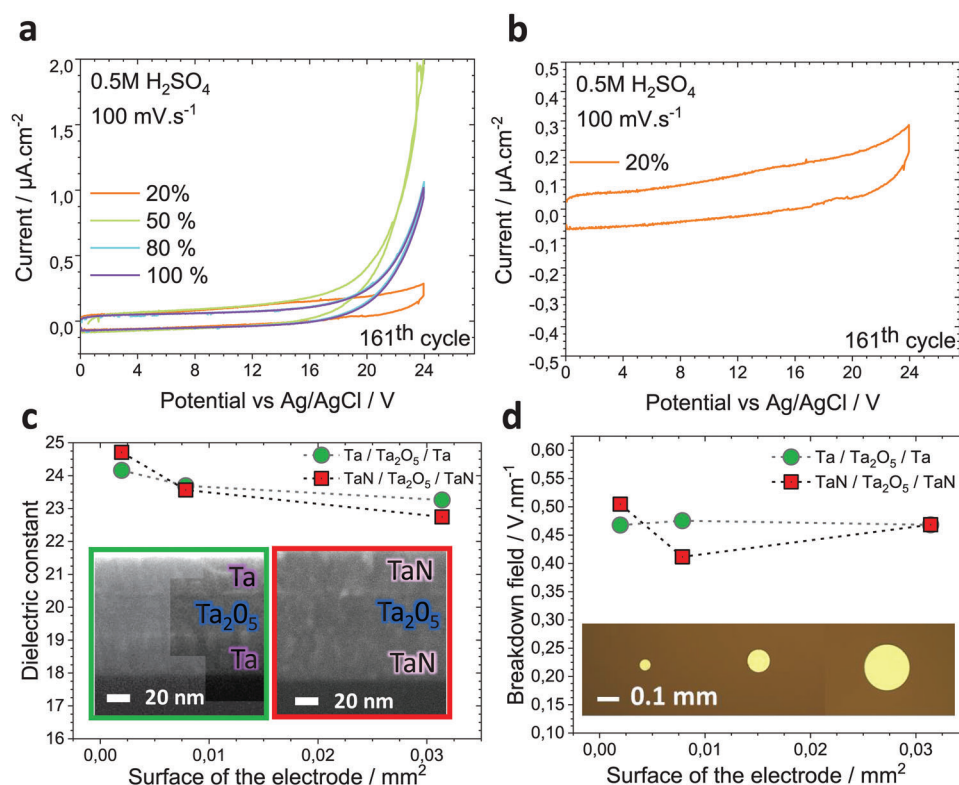 a
0.5M H₂SO₄
100 mV.s⁻¹
20%
50 %
80 %
100 %
161th cycle
2,0
1,5
1,0
0,5
0,0
0 4 8 12 16 20 24
Current / µA.cm⁻²
Potential vs Ag/AgCl / V
b
0.5M H₂SO₄
100 mV.s⁻¹
20%
161th cycle
0,5
0,4
0,3
0,2
0,1
0,0
-0,1
-0,2
-0,3
-0,4
-0,5
0 4 8 12 16 20 24
Current / µA.cm⁻²
Potential vs Ag/AgCl / V
c
Ta / Ta₂O₅ / Ta
TaN / Ta₂O₅ / TaN
25
24
23
22
21
20
19
18
17
16
Dielectric constant
Ta
Ta₂O₅
Ta
20 nm
TaN
Ta₂O₅
TaN
20 nm
0,00 0,01 0,02 0,03
Surface of the electrode / mm²
d
Ta / Ta₂O₅ / Ta
TaN / Ta₂O₅ / TaN
0,60
0,55
0,50
0,45
0,40
0,35
0,30
0,25
0,20
0,15
0,10
Breakdown field / V.nm⁻¹
0.1 mm
0,00 0,01 0,02 0,03
Surface of the electrode / mm²